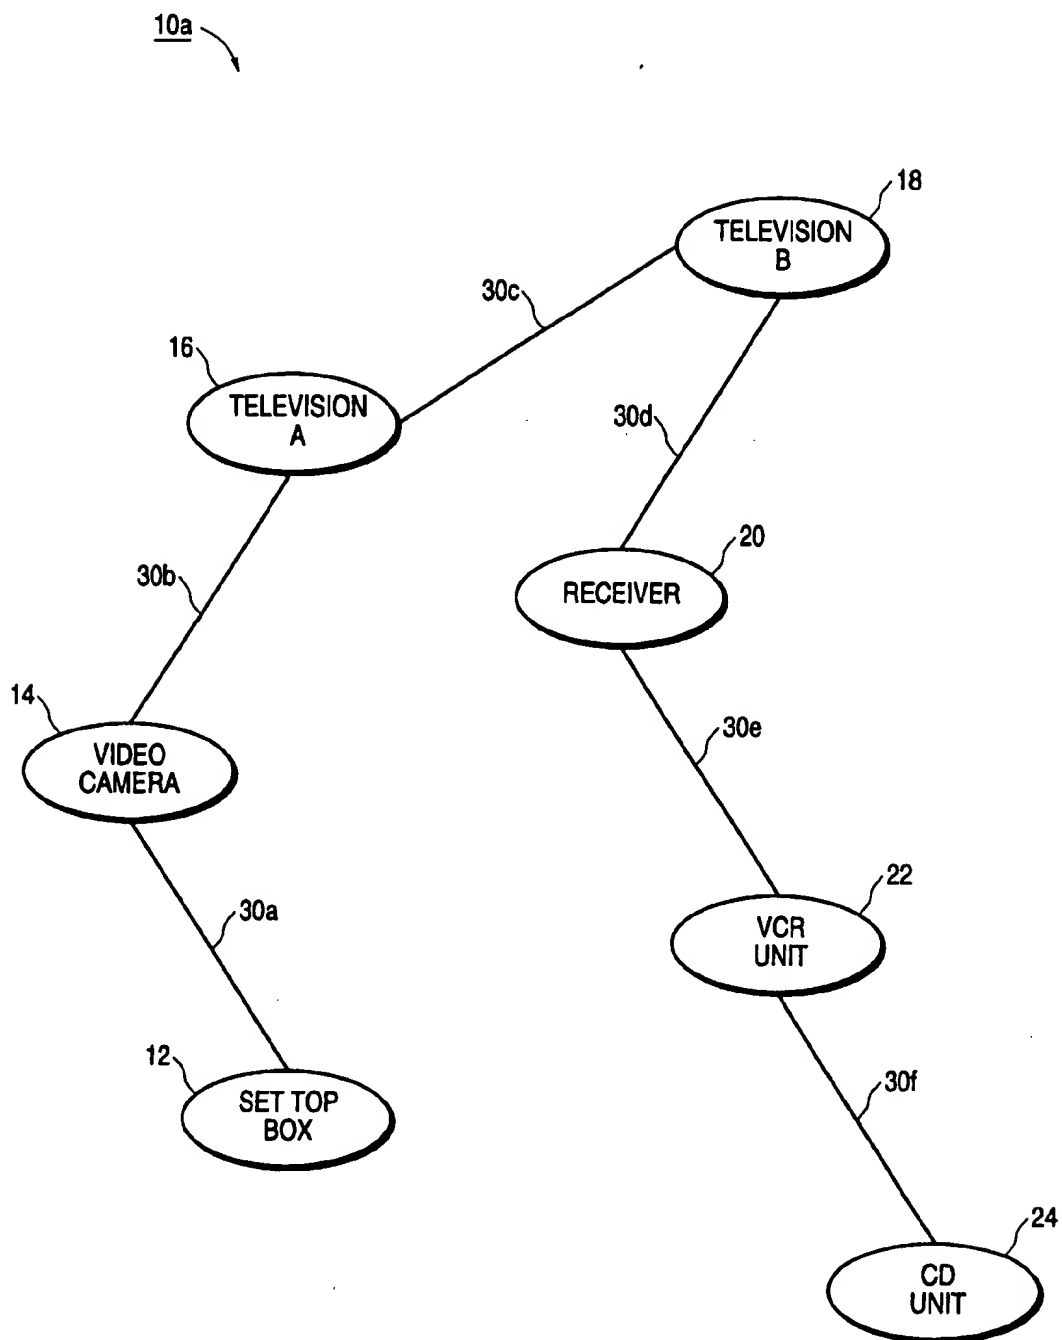 10a
18
TELEVISION
B
30c
16
TELEVISION
A
30d
20
RECEIVER
30b
14
VIDEO
CAMERA
30e
22
VCR
UNIT
30a
12
SET TOP
BOX
30f
24
CD
UNIT